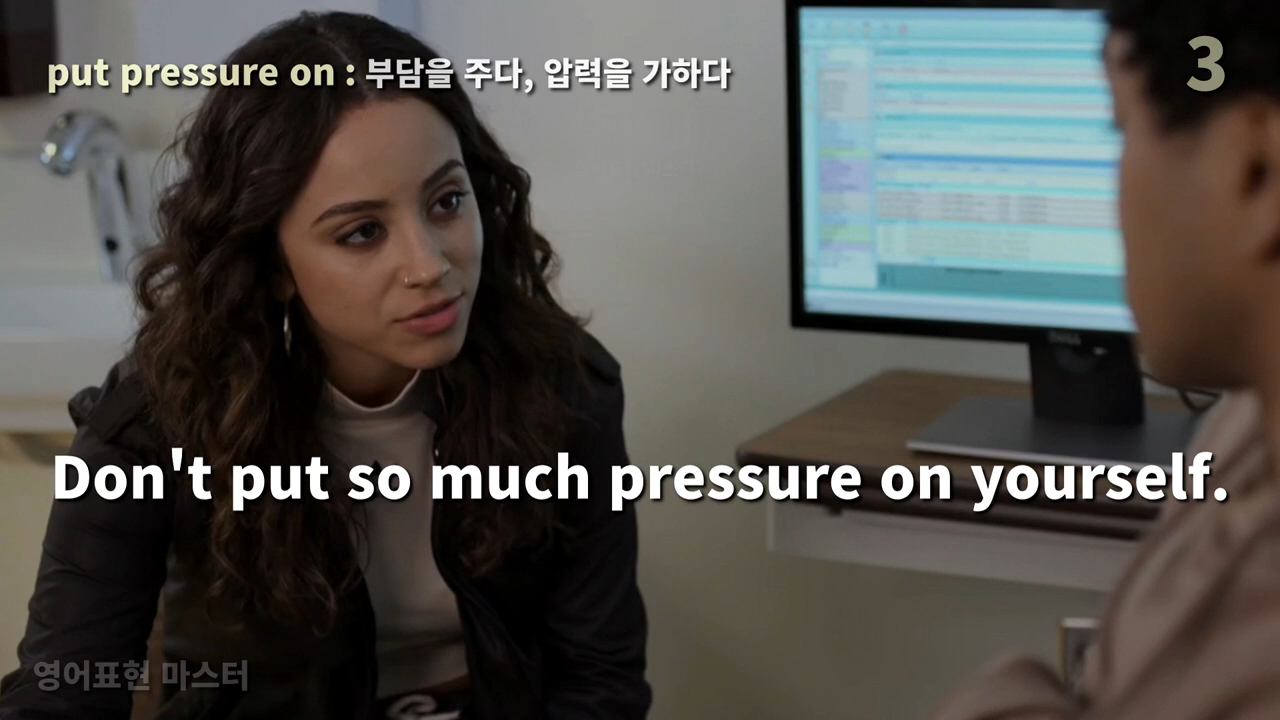 put pressure on : 부담을 주다, 압력을 가하다
3
Don't put so much pressure on yourself.
영어표현 마스터